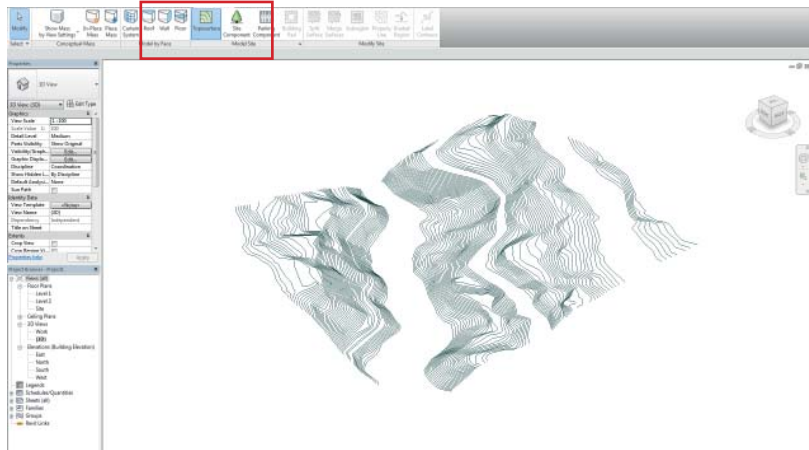 Modify
Show Mass by View Settings
In-Place Mass
Place Mass
Curtain System
Roof
Wall
Floor
Toposurface
Site Component
Parking Component
Building Pad
Split Surface
Merge Surfaces
Subregion
Property Line
Graded Region
Label Contours
Select
Conceptual Mass
Model by Face
Model Site
Modify Site
Properties
3D View
3D View: {3D}
Edit Type
Graphics
View Scale 1 : 100
Scale Value 1: 100
Detail Level Medium
Parts Visibility Show Original
Visibility/Graph... Edit...
Graphic Displa... Edit...
Discipline Coordination
Show Hidden L... By Discipline
Default Analysi... None
Sun Path
Identity Data
View Template <None>
View Name {3D}
Dependency Independent
Title on Sheet
Extents
Crop View
Properties help
Apply
Project Browser - Project1
Views (all)
Floor Plans
Level 1
Level 2
Site
Ceiling Plans
3D Views
{3D}
Elevations (Building Elevation)
East
North
South
West
Legends
Schedules/Quantities
Sheets (all)
Families
Groups
Revit Links